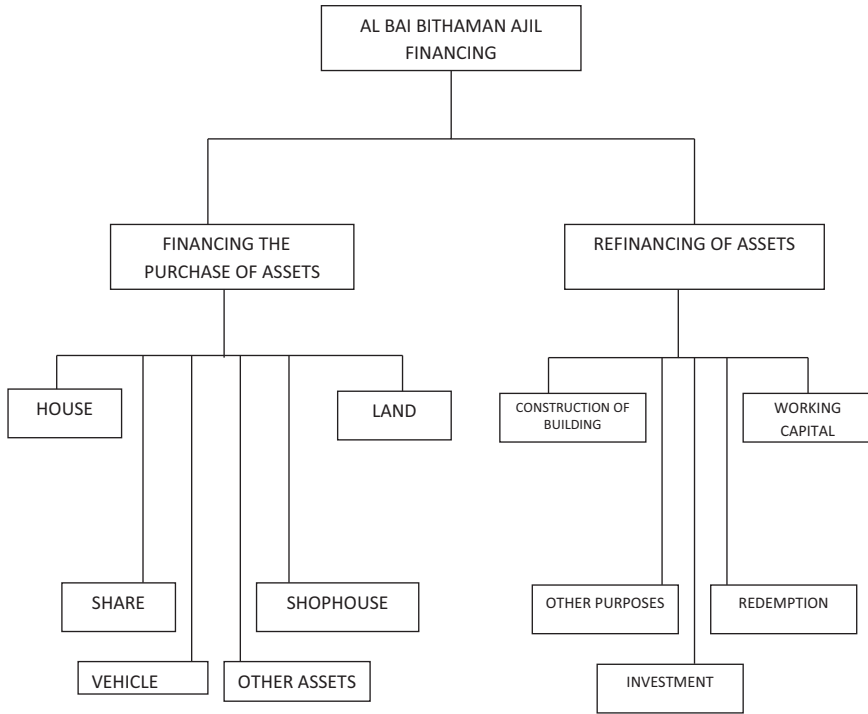 AL BAI BITHAMAN AJIL
FINANCING
FINANCING THE
PURCHASE OF ASSETS
REFINANCING OF ASSETS
HOUSE
LAND
CONSTRUCTION OF
BUILDING
WORKING
CAPITAL
SHARE
SHOPHOUSE
OTHER PURPOSES
REDEMPTION
VEHICLE
OTHER ASSETS
INVESTMENT